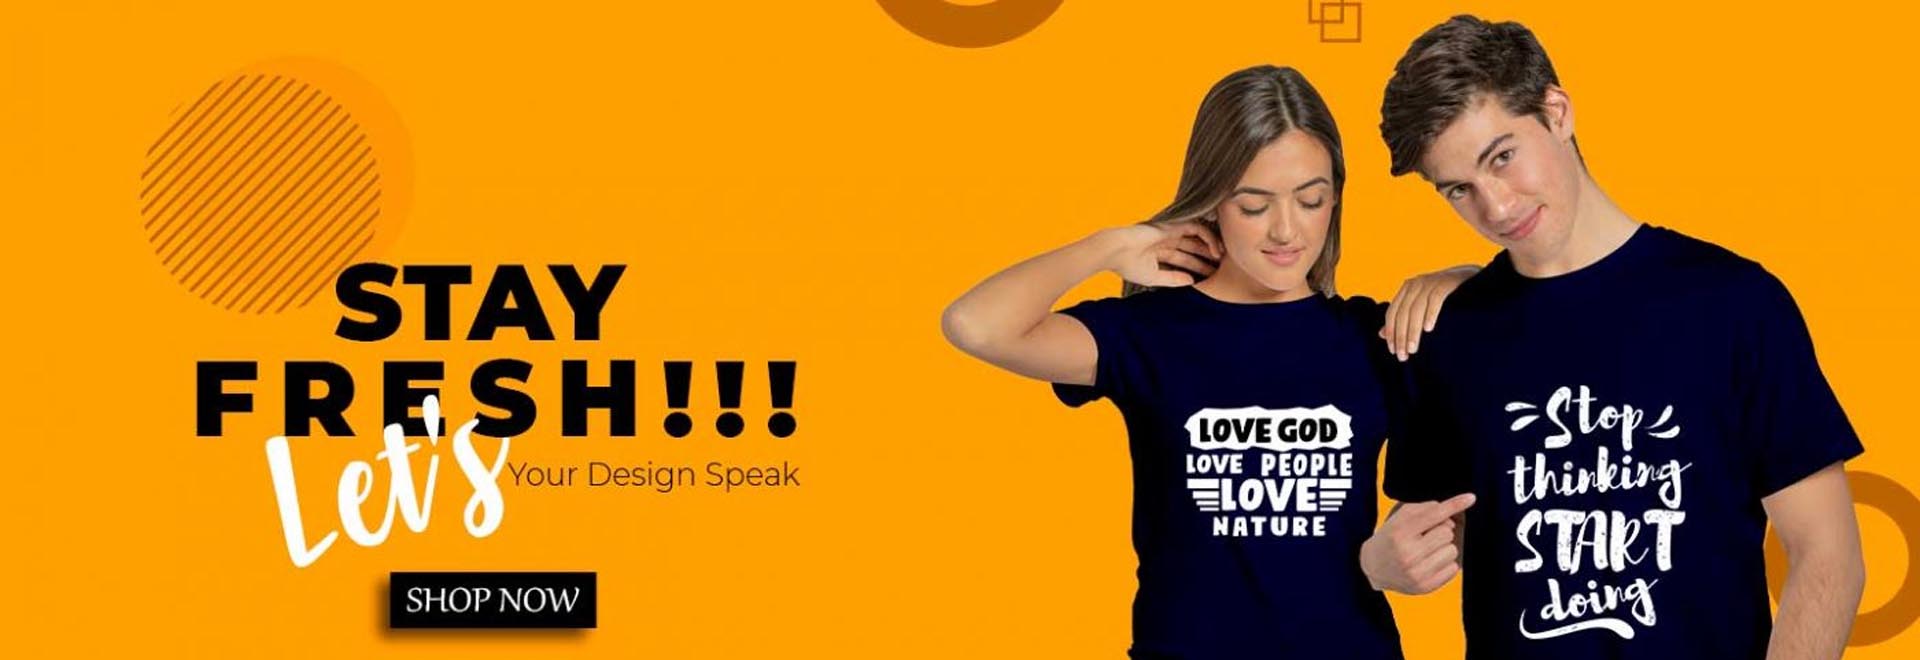 STAY
FRESH!!!
Let's
Your Design Speak
SHOP NOW
LOVE GOD
LOVE PEOPLE
LOVE
NATURE
Stop
thinking
START
doing